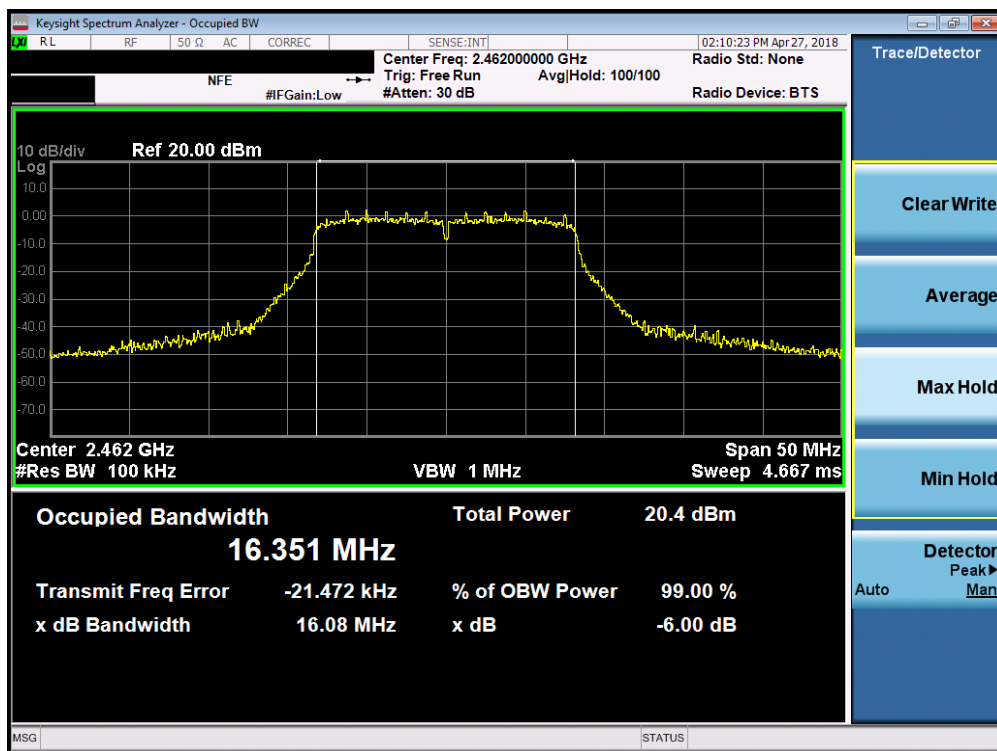 Keysight Spectrum Analyzer - Occupied BW
LXI RL RF 50 Ω AC CORREC SENSE:INT 02:10:23 PM Apr 27, 2018
Center Freq: 2.462000000 GHz Radio Std: None
NFE Trig: Free Run Avg|Hold: 100/100
#IFGain:Low #Atten: 30 dB Radio Device: BTS
10 dB/div Ref 20.00 dBm
Log
10.0
0.00
-10.0
-20.0
-30.0
-40.0
-50.0
-60.0
-70.0
Center 2.462 GHz Span 50 MHz
#Res BW 100 kHz VBW 1 MHz Sweep 4.667 ms
Occupied Bandwidth Total Power 20.4 dBm
16.351 MHz
Transmit Freq Error -21.472 kHz % of OBW Power 99.00 %
x dB Bandwidth 16.08 MHz x dB -6.00 dB
Trace/Detector
Clear Write
Average
Max Hold
Min Hold
Detector
Peak▶
Auto Man
MSG STATUS